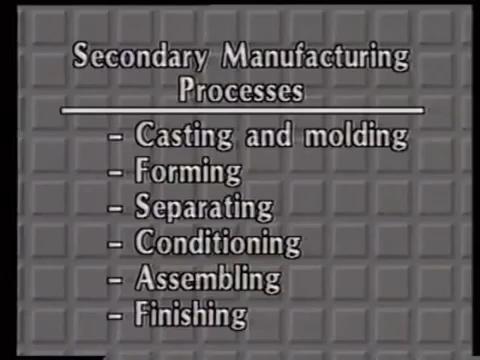 Secondary Manufacturing
Processes
- Casting and molding
- Forming
- Separating
- Conditioning
- Assembling
- Finishing